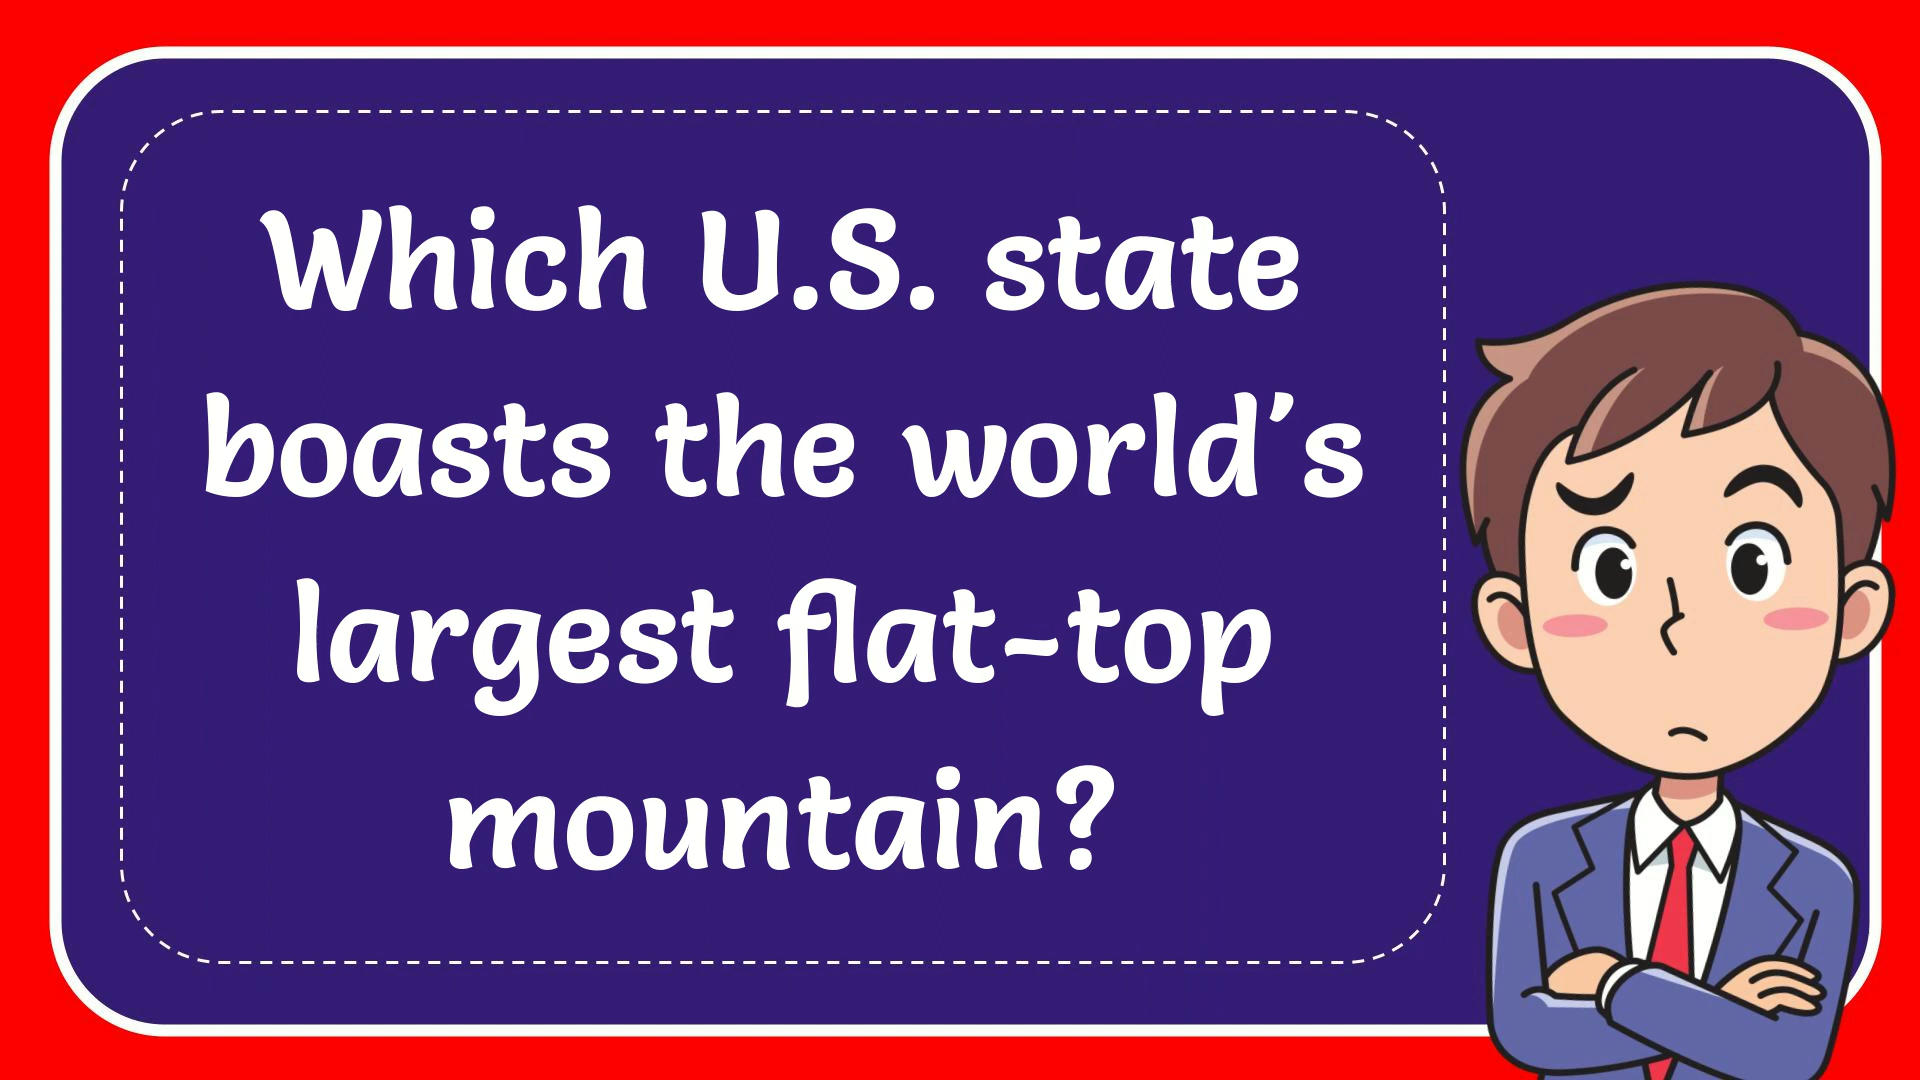 Which U.S. state
boasts the world's
largest flat-top
mountain?